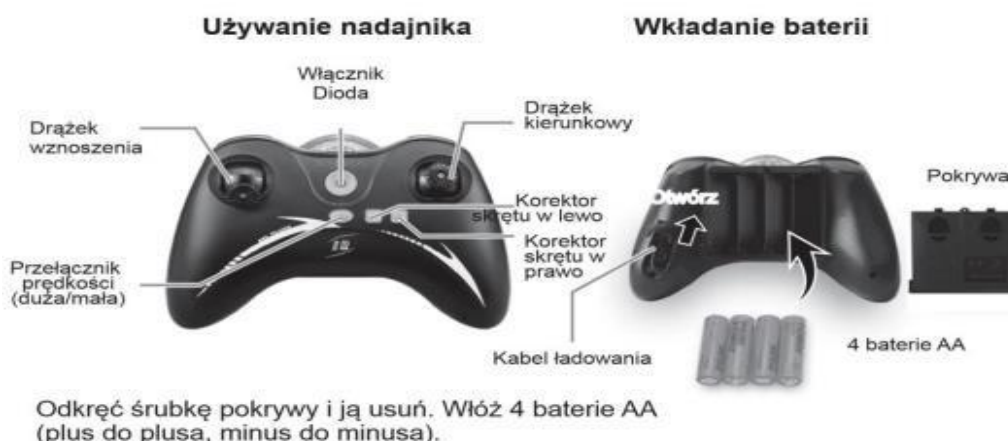 Używanie nadajnika
Wkładanie baterii
Włącznik
Dioda
Drążek
wznoszenia
Drążek
kierunkowy
Korektor
skrętu w lewo
Korektor
skrętu w
prawo
Przełącznik
prędkości
(duża/mała)
Otwórz
Pokrywa
Kabel ładowania
4 baterie AA
Odkręć śrubkę pokrywy i ją usuń. Włóż 4 baterie AA
(plus do plusa, minus do minusa).